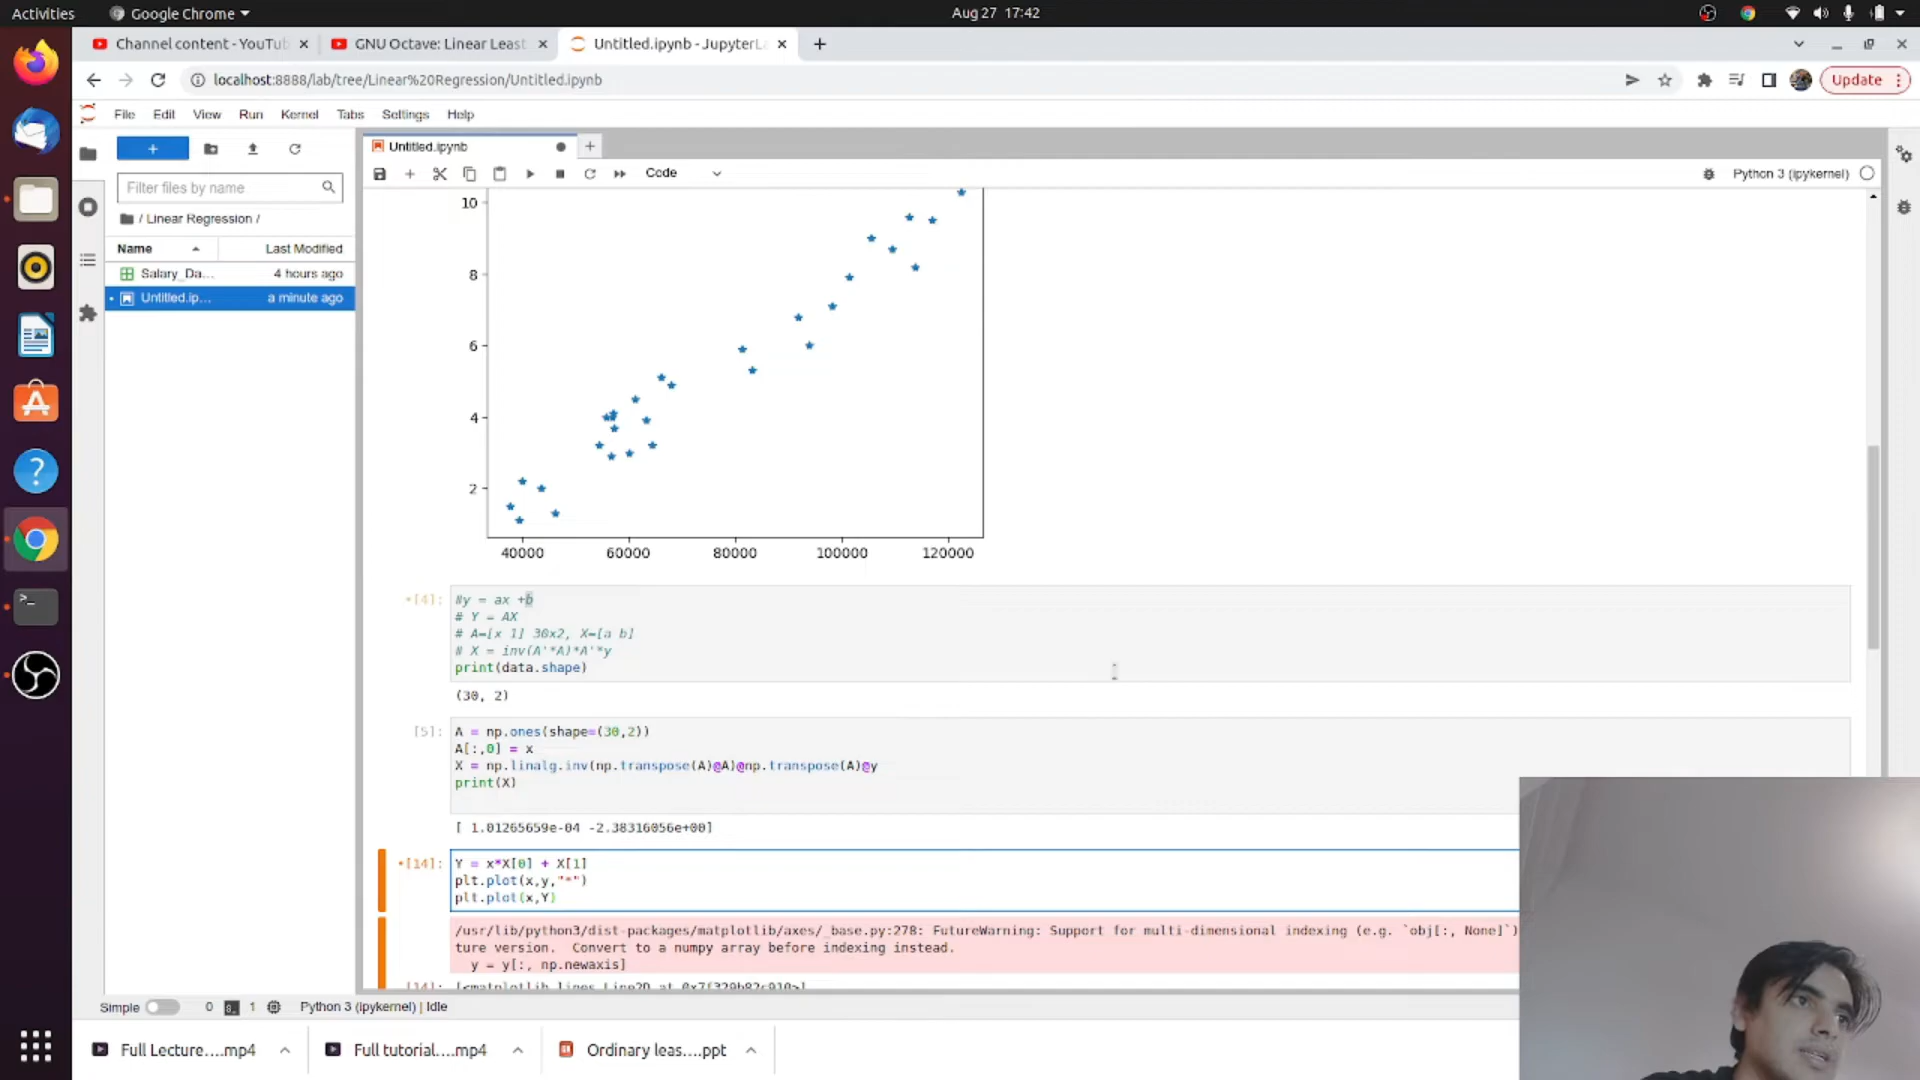 Activities
Google Chrome
Aug 27 17:42
Channel content - YouTub
GNU Octave: Linear Least
Untitled.ipynb - JupyterLa
localhost:8888/lab/tree/Linear%20Regression/Untitled.ipynb
Update
File Edit View Run Kernel Tabs Settings Help
Untitled.ipynb
Filter files by name
Code
Python 3 (ipykernel)
/ Linear Regression /
Name Last Modified
Salary_Da... 4 hours ago
Untitled.ip... a minute ago
10
8
6
4
2
40000 60000 80000 100000 120000
[4]: #y = ax +b
# Y = AX
# A=[x 1] 30x2, X=[a b]
# X = inv(A'*A)*A'*y
print(data.shape)
(30, 2)
[5]: A = np.ones(shape=(30,2))
A[:,0] = x
X = np.linalg.inv(np.transpose(A)@A)@np.transpose(A)@y
print(X)
[ 1.01265659e-04 -2.38316056e+00]
[14]: Y = x*X[0] + X[1]
plt.plot(x,y,"*")
plt.plot(x,Y)
/usr/lib/python3/dist-packages/matplotlib/axes/_base.py:278: FutureWarning: Support for multi-dimensional indexing (e.g. `obj[:, None]`)
ture version.  Convert to a numpy array before indexing instead.
y = y[:, np.newaxis]
[14]: [<matplotlib.lines.Line2D at 0x7f329b82c910>]
Simple 0 1 Python 3 (ipykernel) | Idle
Full Lecture....mp4
Full tutorial....mp4
Ordinary leas....ppt